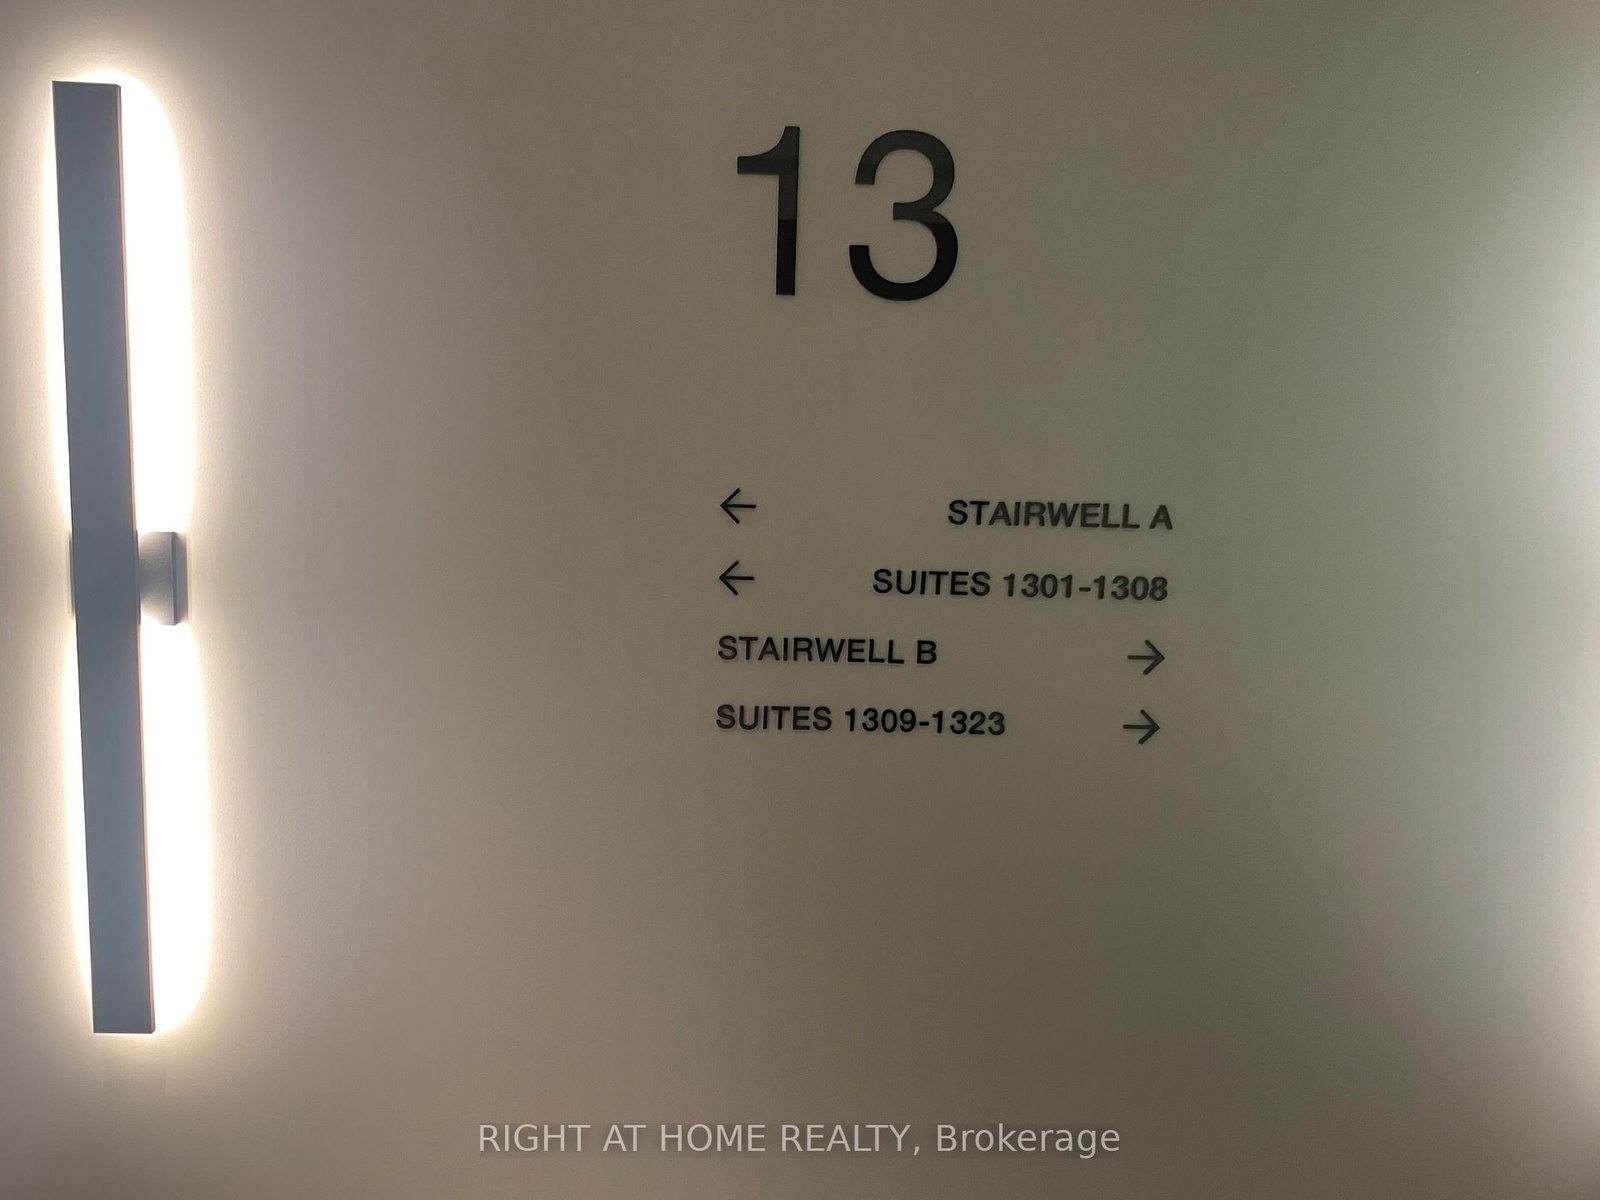 13
← STAIRWELL A
← SUITES 1301-1308
STAIRWELL B →
SUITES 1309-1323 →
RIGHT AT HOME REALTY, Brokerage